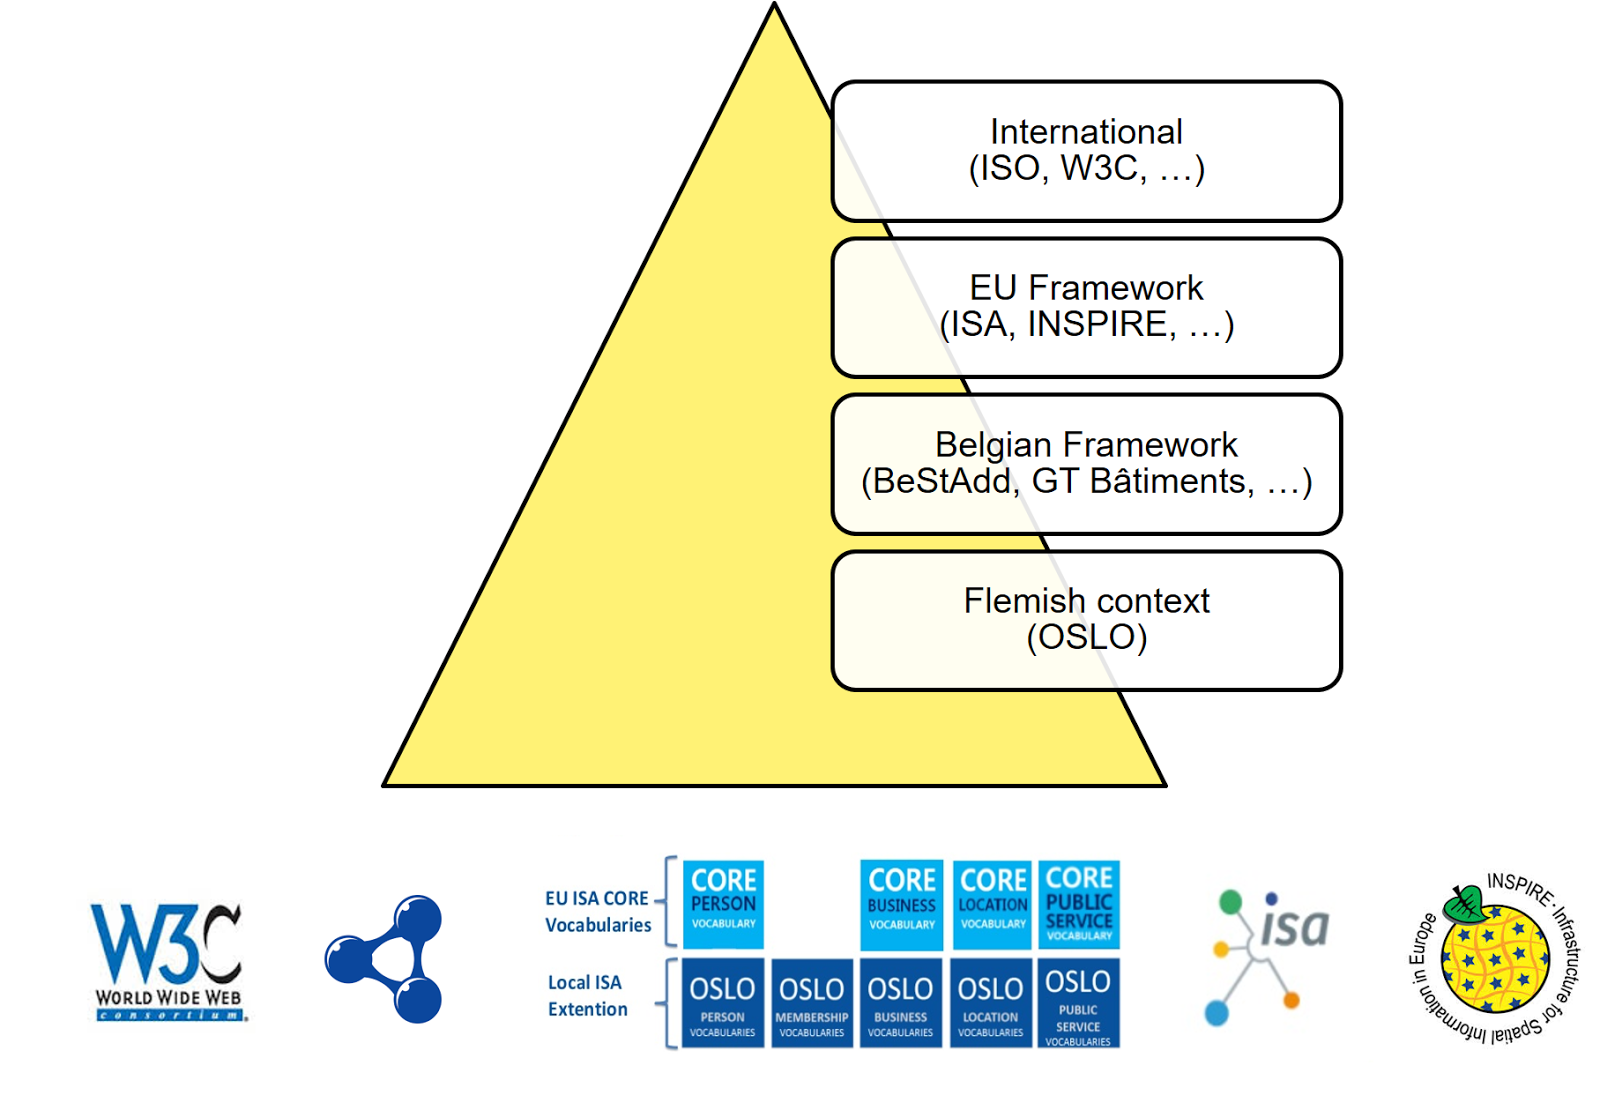 International
(ISO, W3C, …)
EU Framework
(ISA, INSPIRE, …)
Belgian Framework
(BeStAdd, GT Bâtiments, …)
Flemish context
(OSLO)
W3C
WORLD WIDE WEB
consortium
EU ISA CORE
Vocabularies
CORE
PERSON
VOCABULARY
CORE
BUSINESS
VOCABULARY
CORE
LOCATION
VOCABULARY
CORE
PUBLIC
SERVICE
VOCABULARY
Local ISA
Extention
OSLO
PERSON
VOCABULARIES
OSLO
MEMBERSHIP
VOCABULARIES
OSLO
BUSINESS
VOCABULARIES
OSLO
LOCATION
VOCABULARIES
OSLO
PUBLIC
SERVICE
VOCABULARIES
isa
INSPIRE · Infrastructure for Spatial Information in Europe